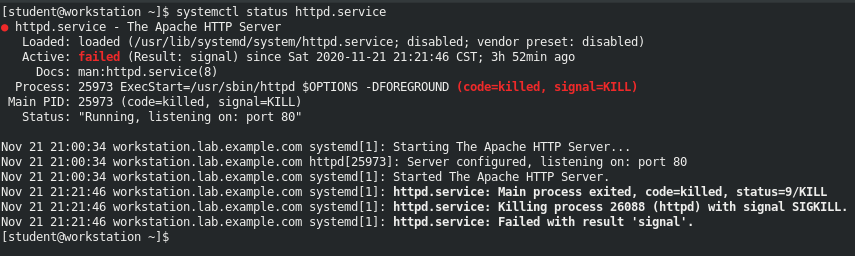 [student@workstation ~]$ systemctl status httpd.service
● httpd.service - The Apache HTTP Server
   Loaded: loaded (/usr/lib/systemd/system/httpd.service; disabled; vendor preset: disabled)
   Active: failed (Result: signal) since Sat 2020-11-21 21:21:46 CST; 3h 52min ago
     Docs: man:httpd.service(8)
  Process: 25973 ExecStart=/usr/sbin/httpd $OPTIONS -DFOREGROUND (code=killed, signal=KILL)
 Main PID: 25973 (code=killed, signal=KILL)
   Status: "Running, listening on: port 80"

Nov 21 21:00:34 workstation.lab.example.com systemd[1]: Starting The Apache HTTP Server...
Nov 21 21:00:34 workstation.lab.example.com httpd[25973]: Server configured, listening on: port 80
Nov 21 21:00:34 workstation.lab.example.com systemd[1]: Started The Apache HTTP Server.
Nov 21 21:21:46 workstation.lab.example.com systemd[1]: httpd.service: Main process exited, code=killed, status=9/KILL
Nov 21 21:21:46 workstation.lab.example.com systemd[1]: httpd.service: Killing process 26088 (httpd) with signal SIGKILL.
Nov 21 21:21:46 workstation.lab.example.com systemd[1]: httpd.service: Failed with result 'signal'.
[student@workstation ~]$